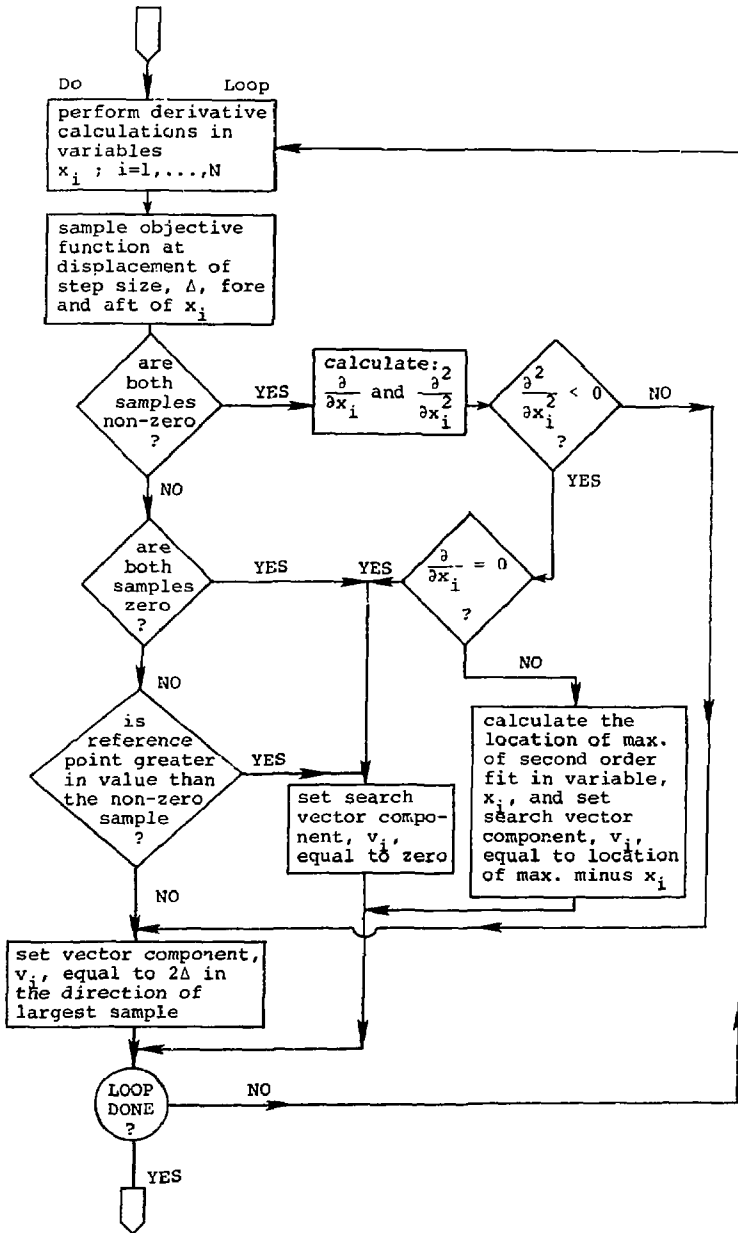 Do Loop
perform derivative
calculations in
variables
x_i ; i=1,...,N
sample objective
function at
displacement of
step size, Δ, fore
and aft of x_i
are
both
samples
non-zero
?
YES
calculate:
∂/∂x_i and ∂²/∂x_i²
∂²/∂x_i² < 0
?
NO
YES
NO
are
both
samples
zero
?
YES
YES
∂/∂x_i = 0
?
NO
NO
is
reference
point greater
in value than
the non-zero
sample
?
YES
set search
vector compo-
nent, v_i,
equal to zero
calculate the
location of max.
of second order
fit in variable,
x_i, and set
search vector
component, v_i,
equal to location
of max. minus x_i
NO
set vector component,
v_i, equal to 2Δ in
the direction of
largest sample
LOOP
DONE
?
NO
YES